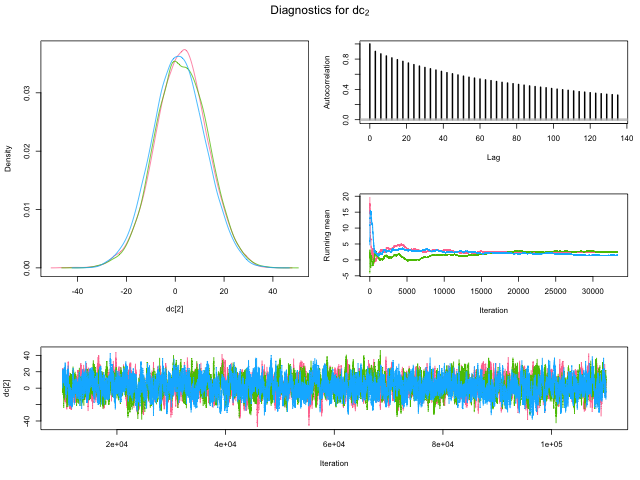 Diagnostics for dc2
Density
0.00 0.01 0.02 0.03
-40 -20 0 20 40
dc[2]
Autocorrelation
0.0 0.4 0.8
0 20 40 60 80 100 120 140
Lag
Running mean
-5 0 5 10 15 20
0 5000 10000 15000 20000 25000 30000
Iteration
dc[2]
-40 0 20 40
2e+04 4e+04 6e+04 8e+04 1e+05
Iteration